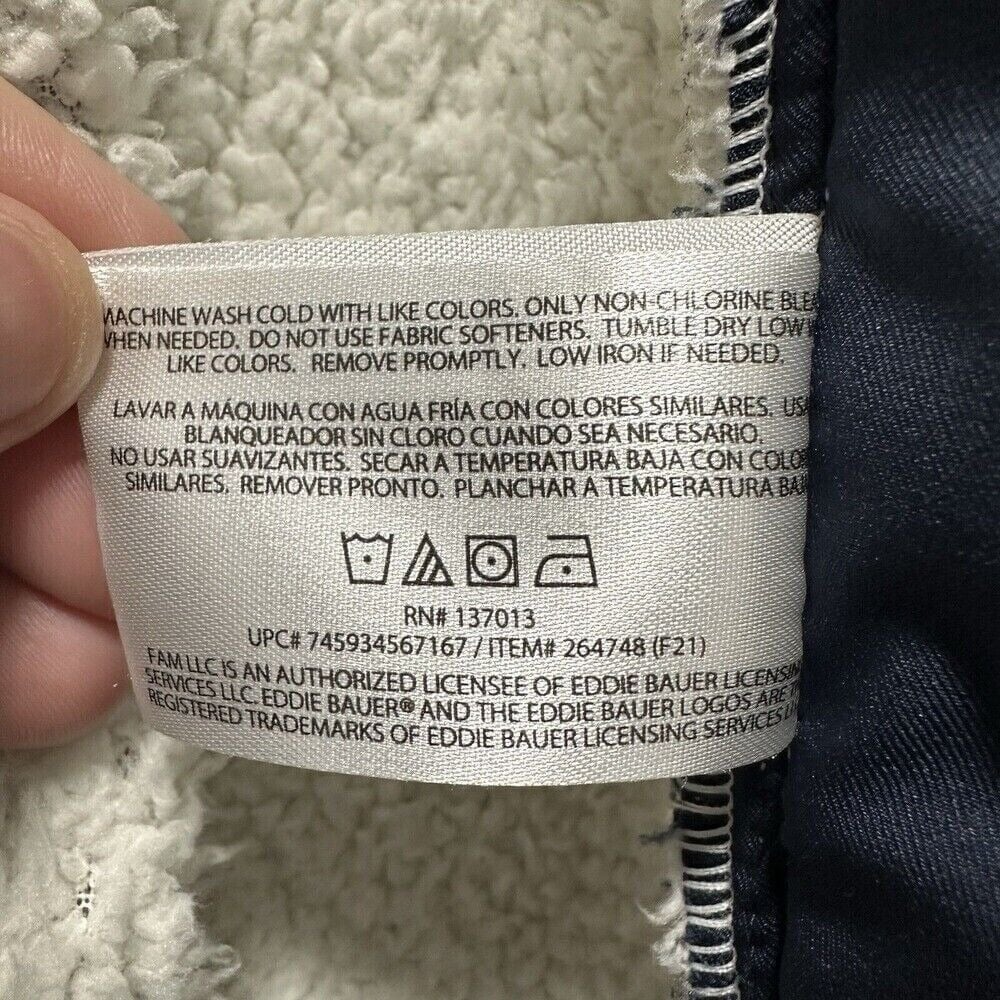 MACHINE WASH COLD WITH LIKE COLORS. ONLY NON-CHLORINE
WHEN NEEDED. DO NOT USE FABRIC SOFTENERS. TUMBLE DRY LOW
LIKE COLORS. REMOVE PROMPTLY. LOW IRON IF NEEDED.
LAVAR A MÁQUINA CON AGUA FRÍA CON COLORES SIMILARES.
BLANQUEADOR SIN CLORO CUANDO SEA NECESARIO.
NO USAR SUAVIZANTES. SECAR A TEMPERATURA BAJA CON
SIMILARES. REMOVER PRONTO. PLANCHAR A TEMPERATURA
RN# 137013
UPC# 745934567167 / ITEM# 264748 (F21)
FAM LLC IS AN AUTHORIZED LICENSEE OF EDDIE BAUER LICENSING
SERVICES LLC. EDDIE BAUER® AND THE EDDIE BAUER LOGOS ARE
REGISTERED TRADEMARKS OF EDDIE BAUER LICENSING SERVICES